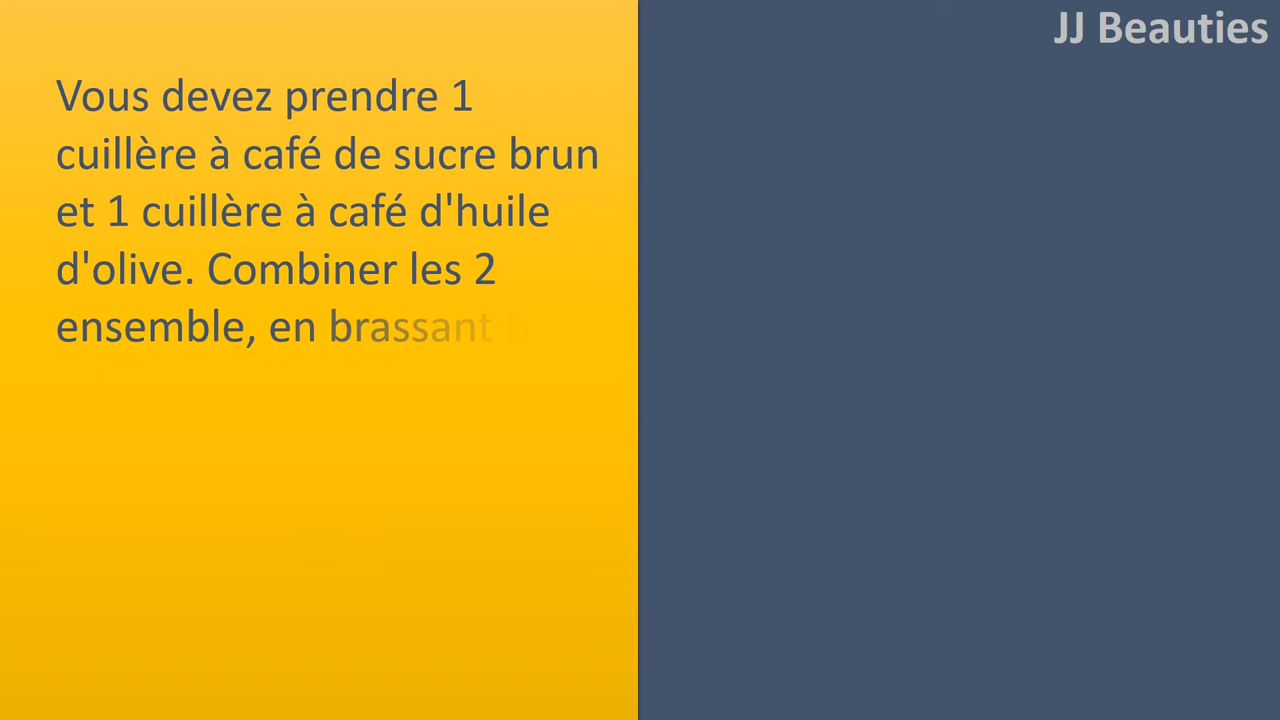 JJ Beauties
Vous devez prendre 1
cuillère à café de sucre brun
et 1 cuillère à café d'huile
d'olive. Combiner les 2
ensemble, en brassant